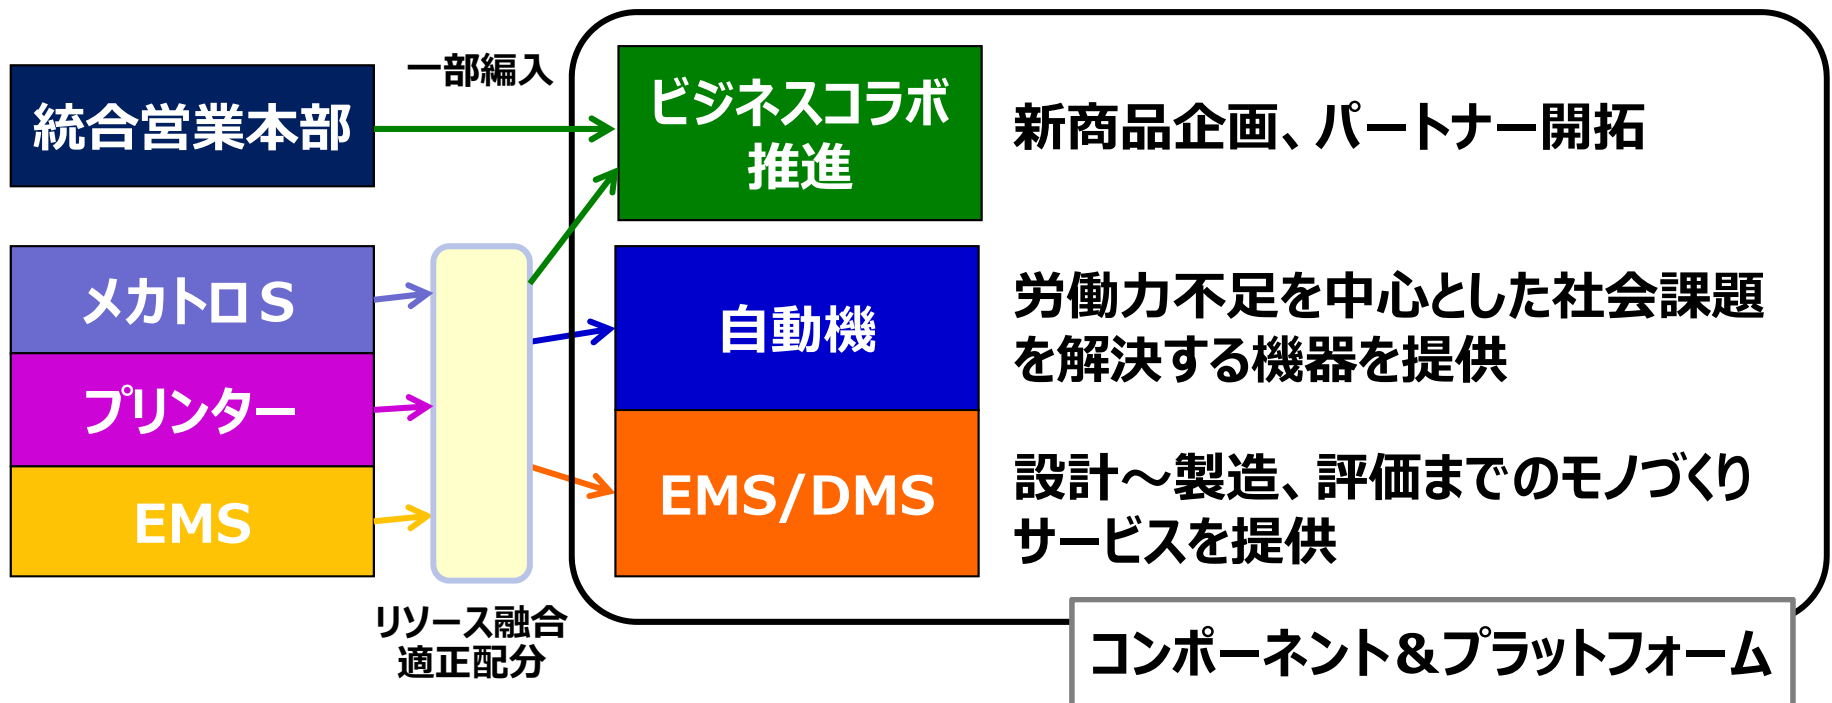 一部編入
統合営業本部
ビジネスコラボ
推進
新商品企画、パートナー開拓
メカトロS
プリンター
EMS
リソース融合
適正配分
自動機
労働力不足を中心とした社会課題
を解決する機器を提供
EMS/DMS
設計～製造、評価までのモノづくり
サービスを提供
コンポーネント&プラットフォーム